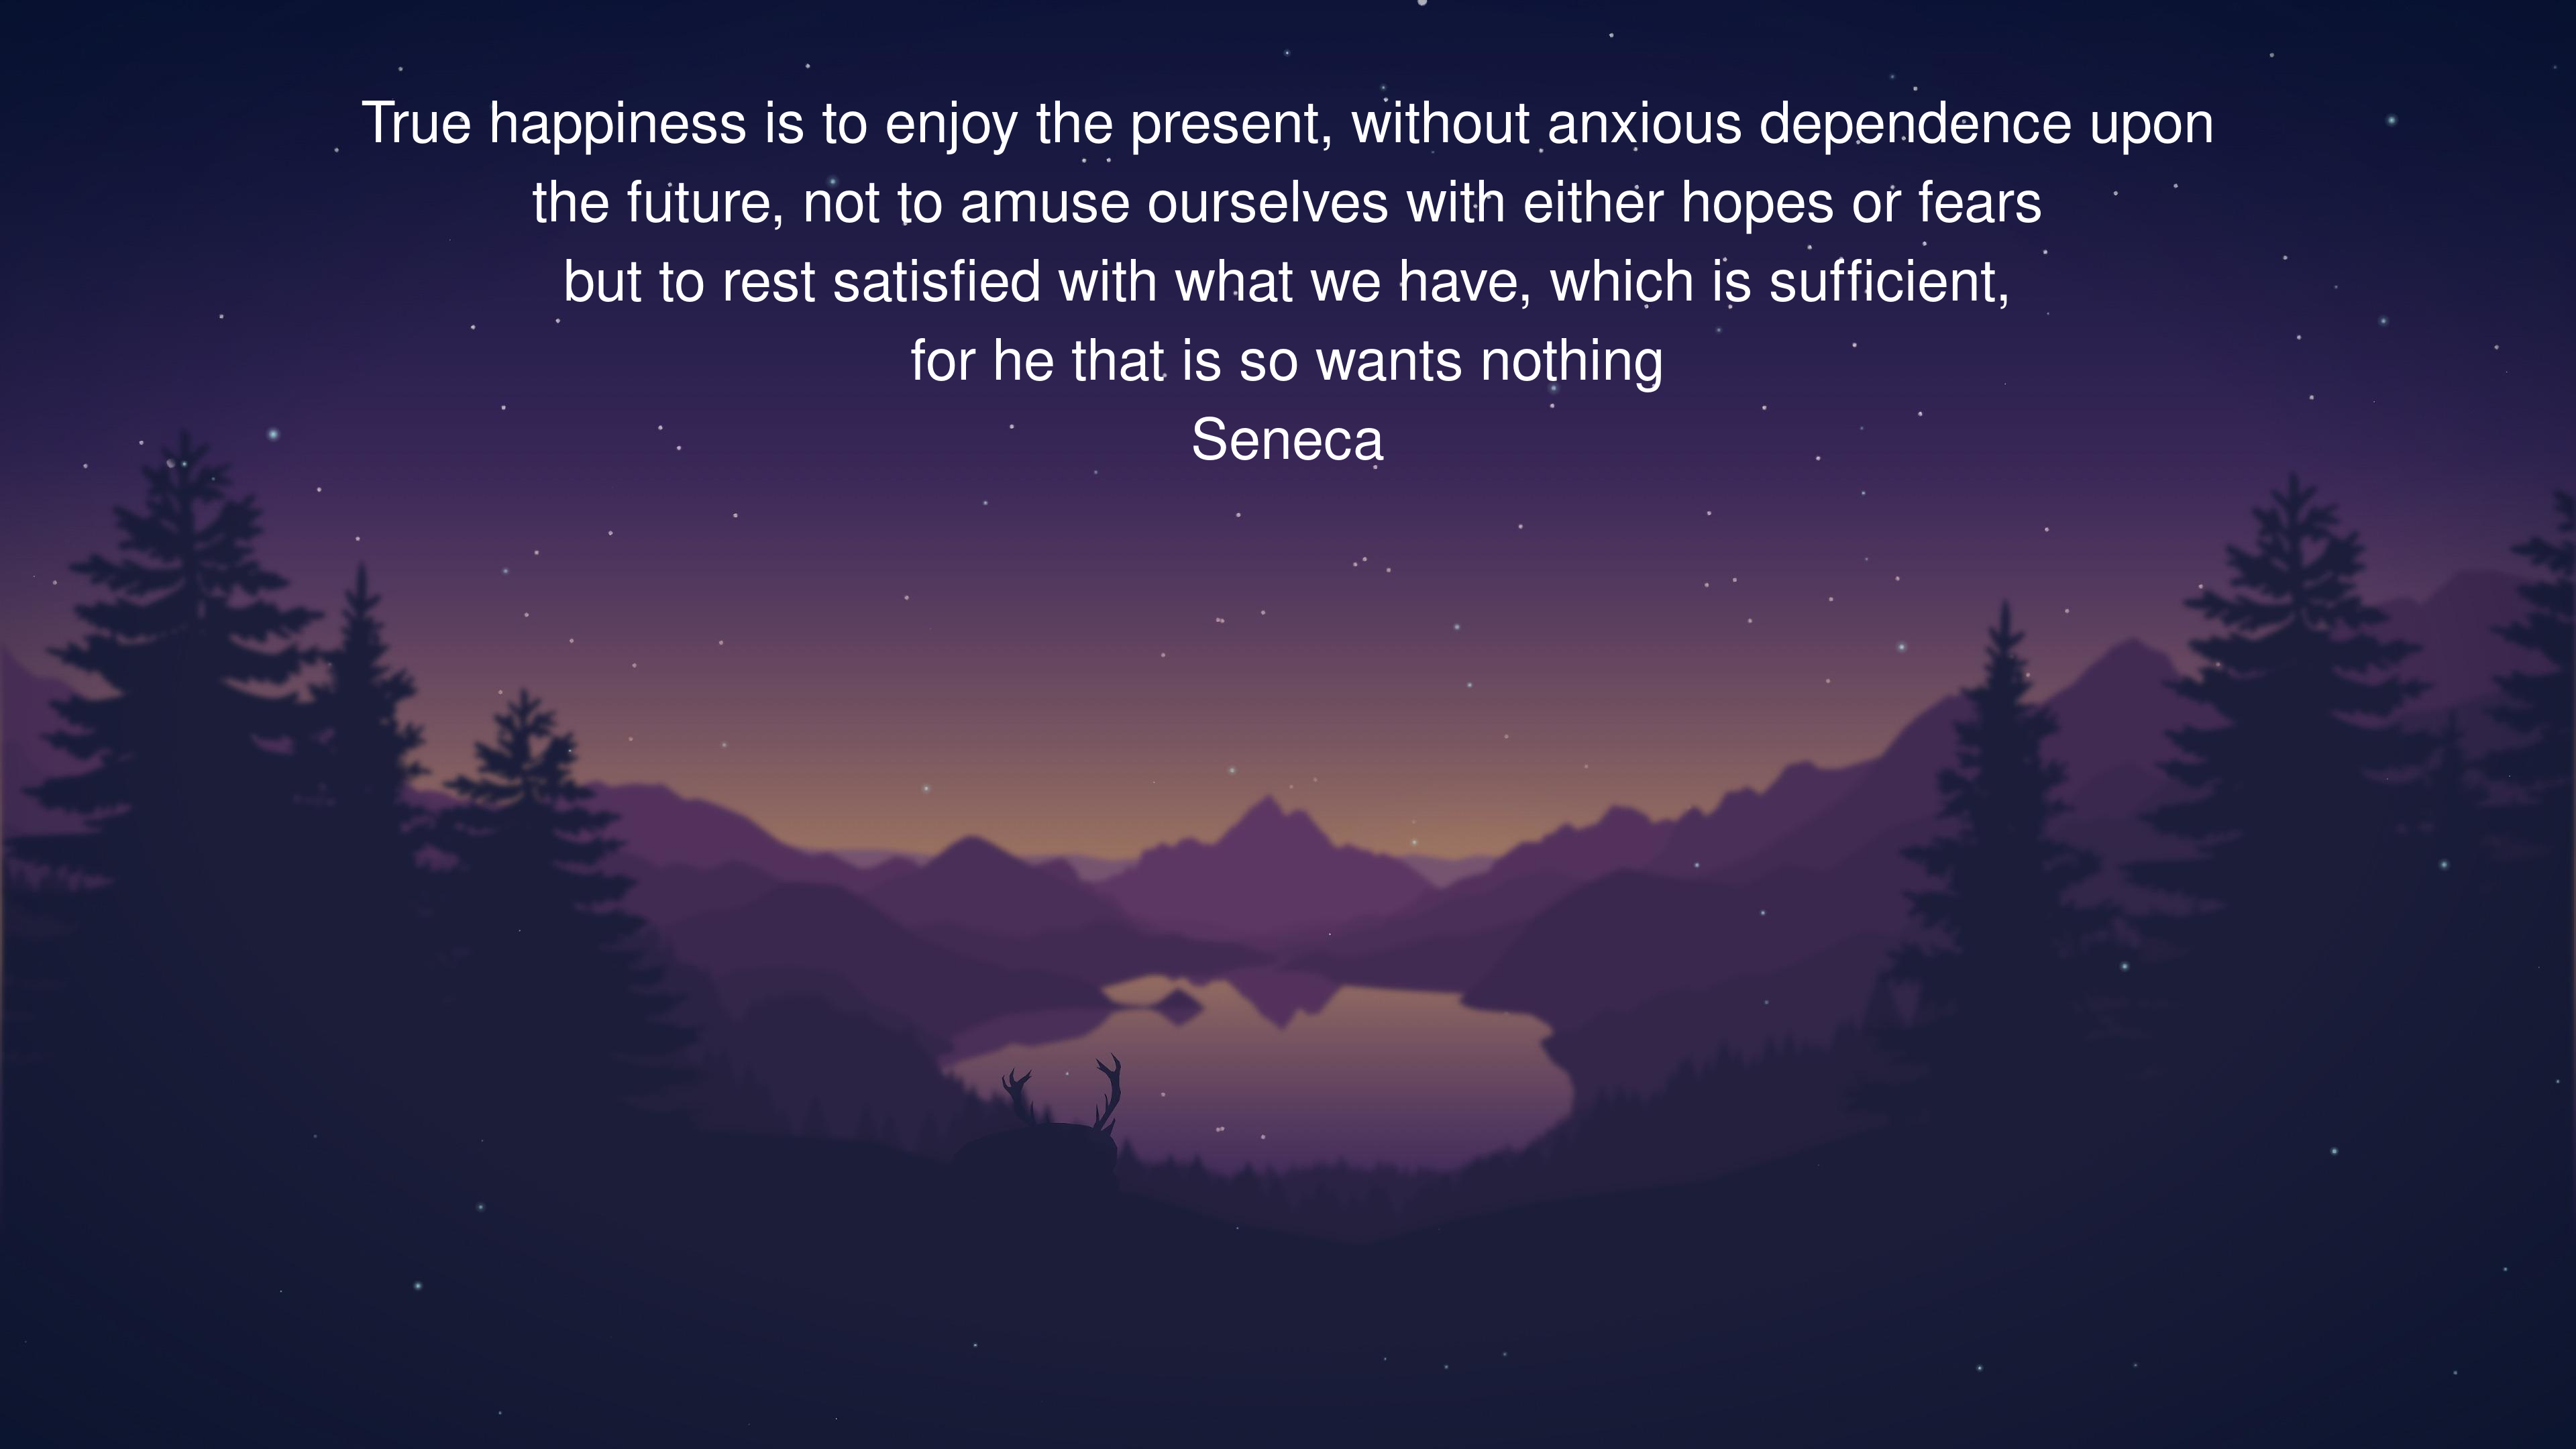 True happiness is to enjoy the present, without anxious dependence upon
the future, not to amuse ourselves with either hopes or fears
but to rest satisfied with what we have, which is sufficient,
for he that is so wants nothing
Seneca